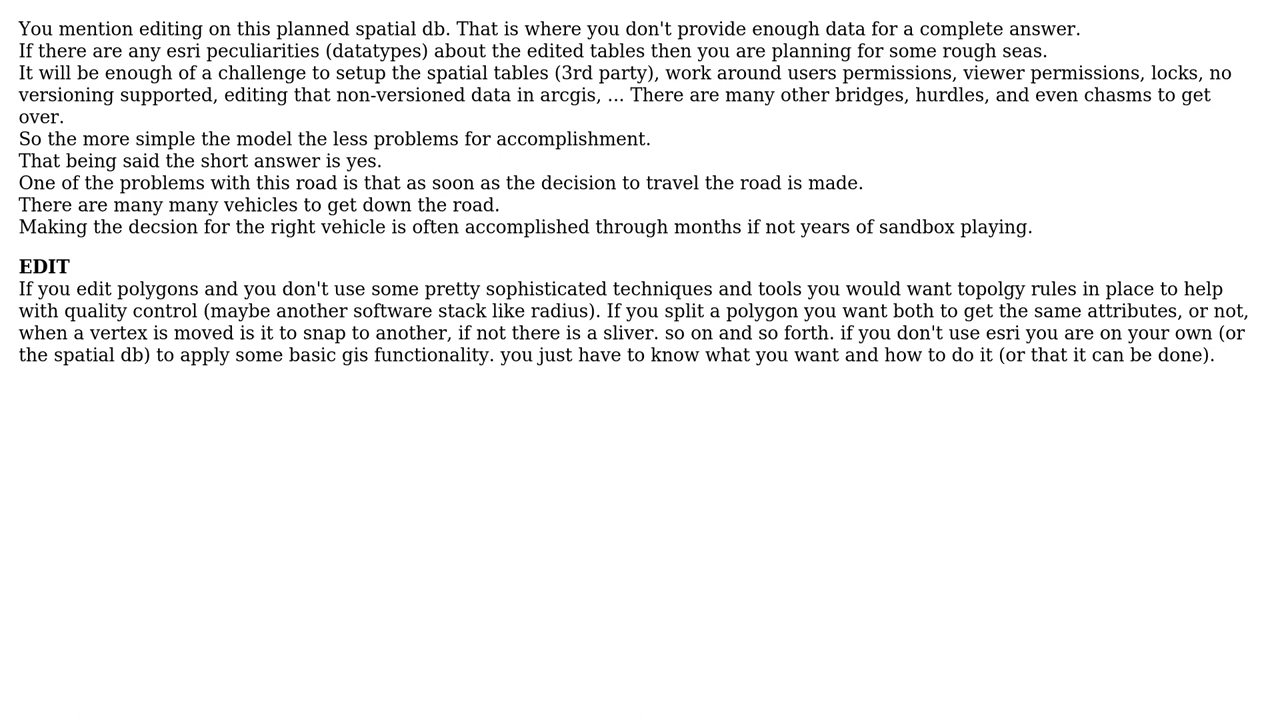 You mention editing on this planned spatial db. That is where you don't provide enough data for a complete answer.
If there are any esri peculiarities (datatypes) about the edited tables then you are planning for some rough seas.
It will be enough of a challenge to setup the spatial tables (3rd party), work around users permissions, viewer permissions, locks, no
versioning supported, editing that non-versioned data in arcgis, ... There are many other bridges, hurdles, and even chasms to get
over.
So the more simple the model the less problems for accomplishment.
That being said the short answer is yes.
One of the problems with this road is that as soon as the decision to travel the road is made.
There are many many vehicles to get down the road.
Making the decsion for the right vehicle is often accomplished through months if not years of sandbox playing.
EDIT
If you edit polygons and you don't use some pretty sophisticated techniques and tools you would want topolgy rules in place to help
with quality control (maybe another software stack like radius). If you split a polygon you want both to get the same attributes, or not,
when a vertex is moved is it to snap to another, if not there is a sliver. so on and so forth. if you don't use esri you are on your own (or
the spatial db) to apply some basic gis functionality. you just have to know what you want and how to do it (or that it can be done).